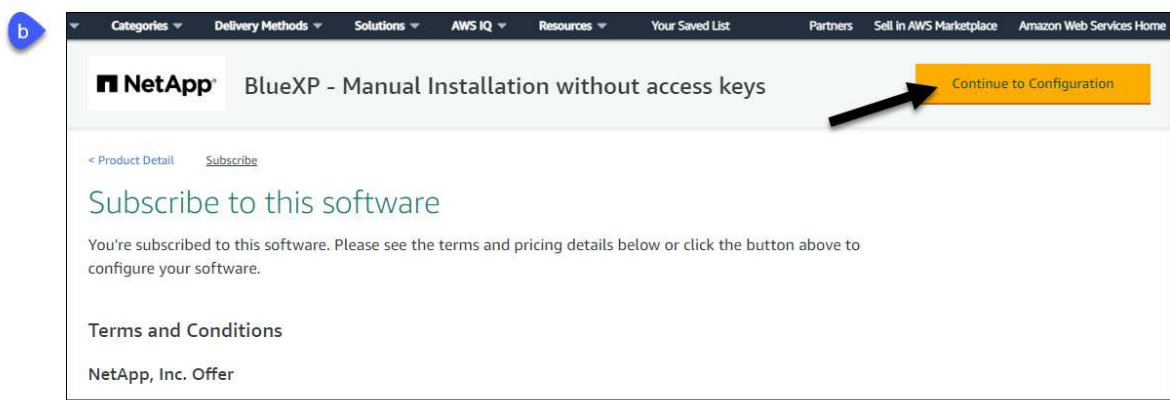 b
Categories Delivery Methods Solutions AWS IQ Resources Your Saved List Partners Sell in AWS Marketplace Amazon Web Services Home
NetApp® BlueXP - Manual Installation without access keys Continue to Configuration
< Product Detail Subscribe
Subscribe to this software
You're subscribed to this software. Please see the terms and pricing details below or click the button above to
configure your software.
Terms and Conditions
NetApp, Inc. Offer